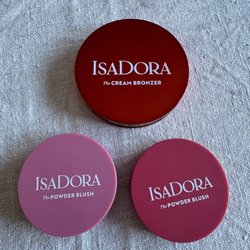 IsaDora
The CREAM BRONZER
IsaDora
The POWDER BLUSH
IsaDora
The POWDER BLUSH